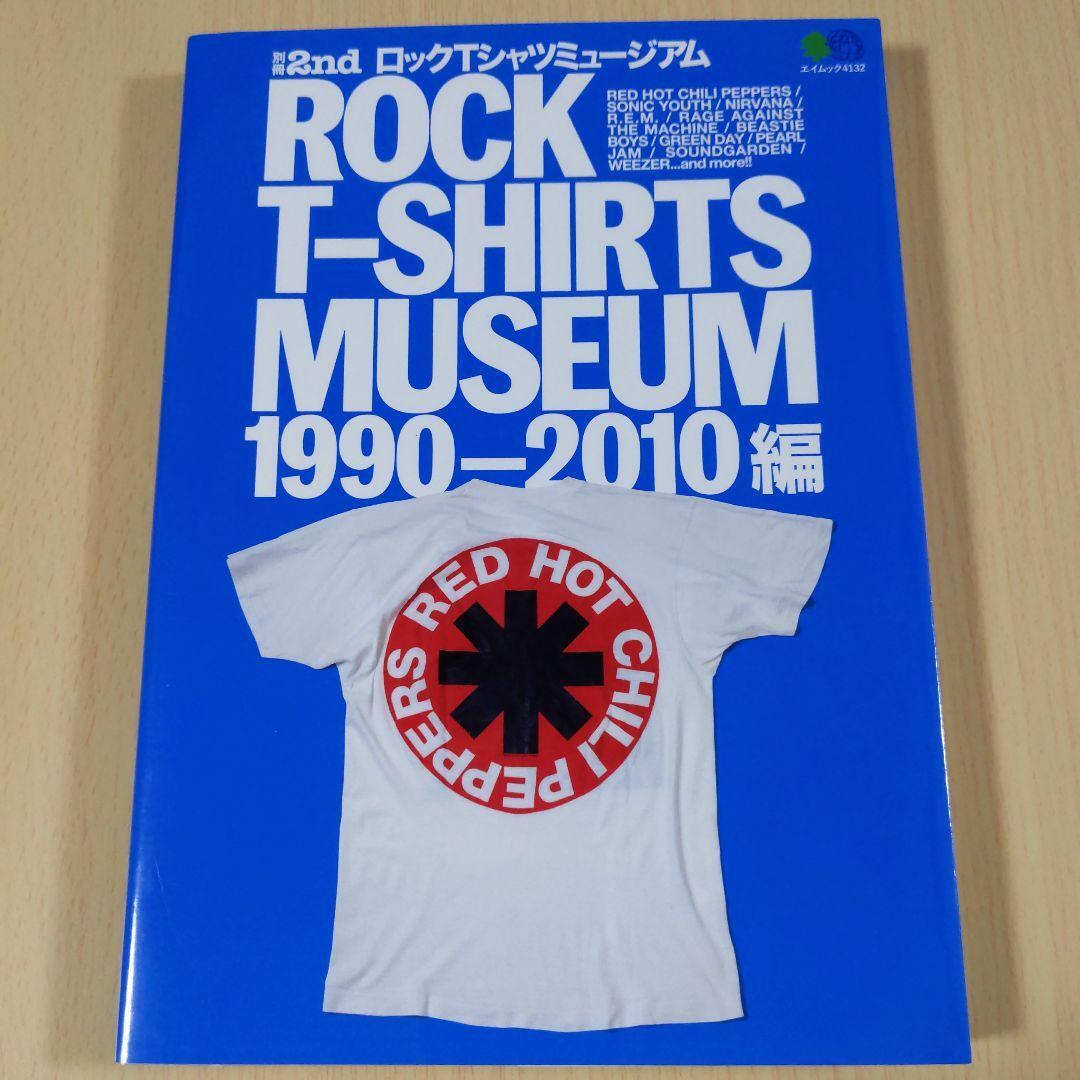 別冊2nd ロックTシャツミュージアム
エイムック4132
ROCK
RED HOT CHILI PEPPERS /
SONIC YOUTH / NIRVANA /
R.E.M. / RAGE AGAINST
THE MACHINE / BEASTIE
BOYS / GREEN DAY / PEARL
JAM / SOUNDGARDEN /
WEEZER...and more!!
T-SHIRTS
MUSEUM
1990-2010 編
RED HOT CHILI PEPPERS